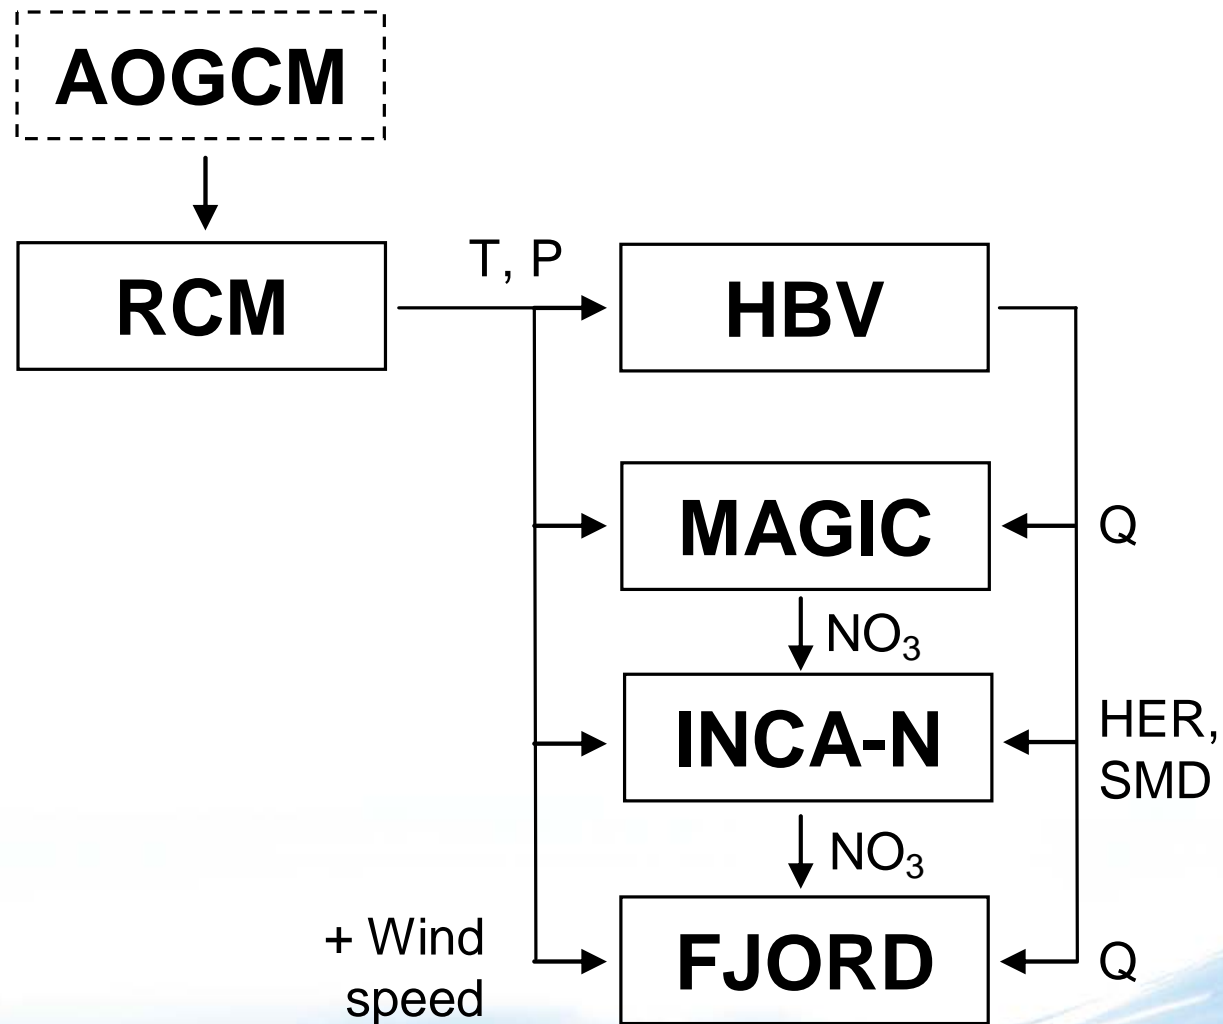 AOGCM
T, P
RCM
HBV
MAGIC
Q
NO₃
INCA-N
HER,
SMD
NO₃
+ Wind
speed
FJORD
Q